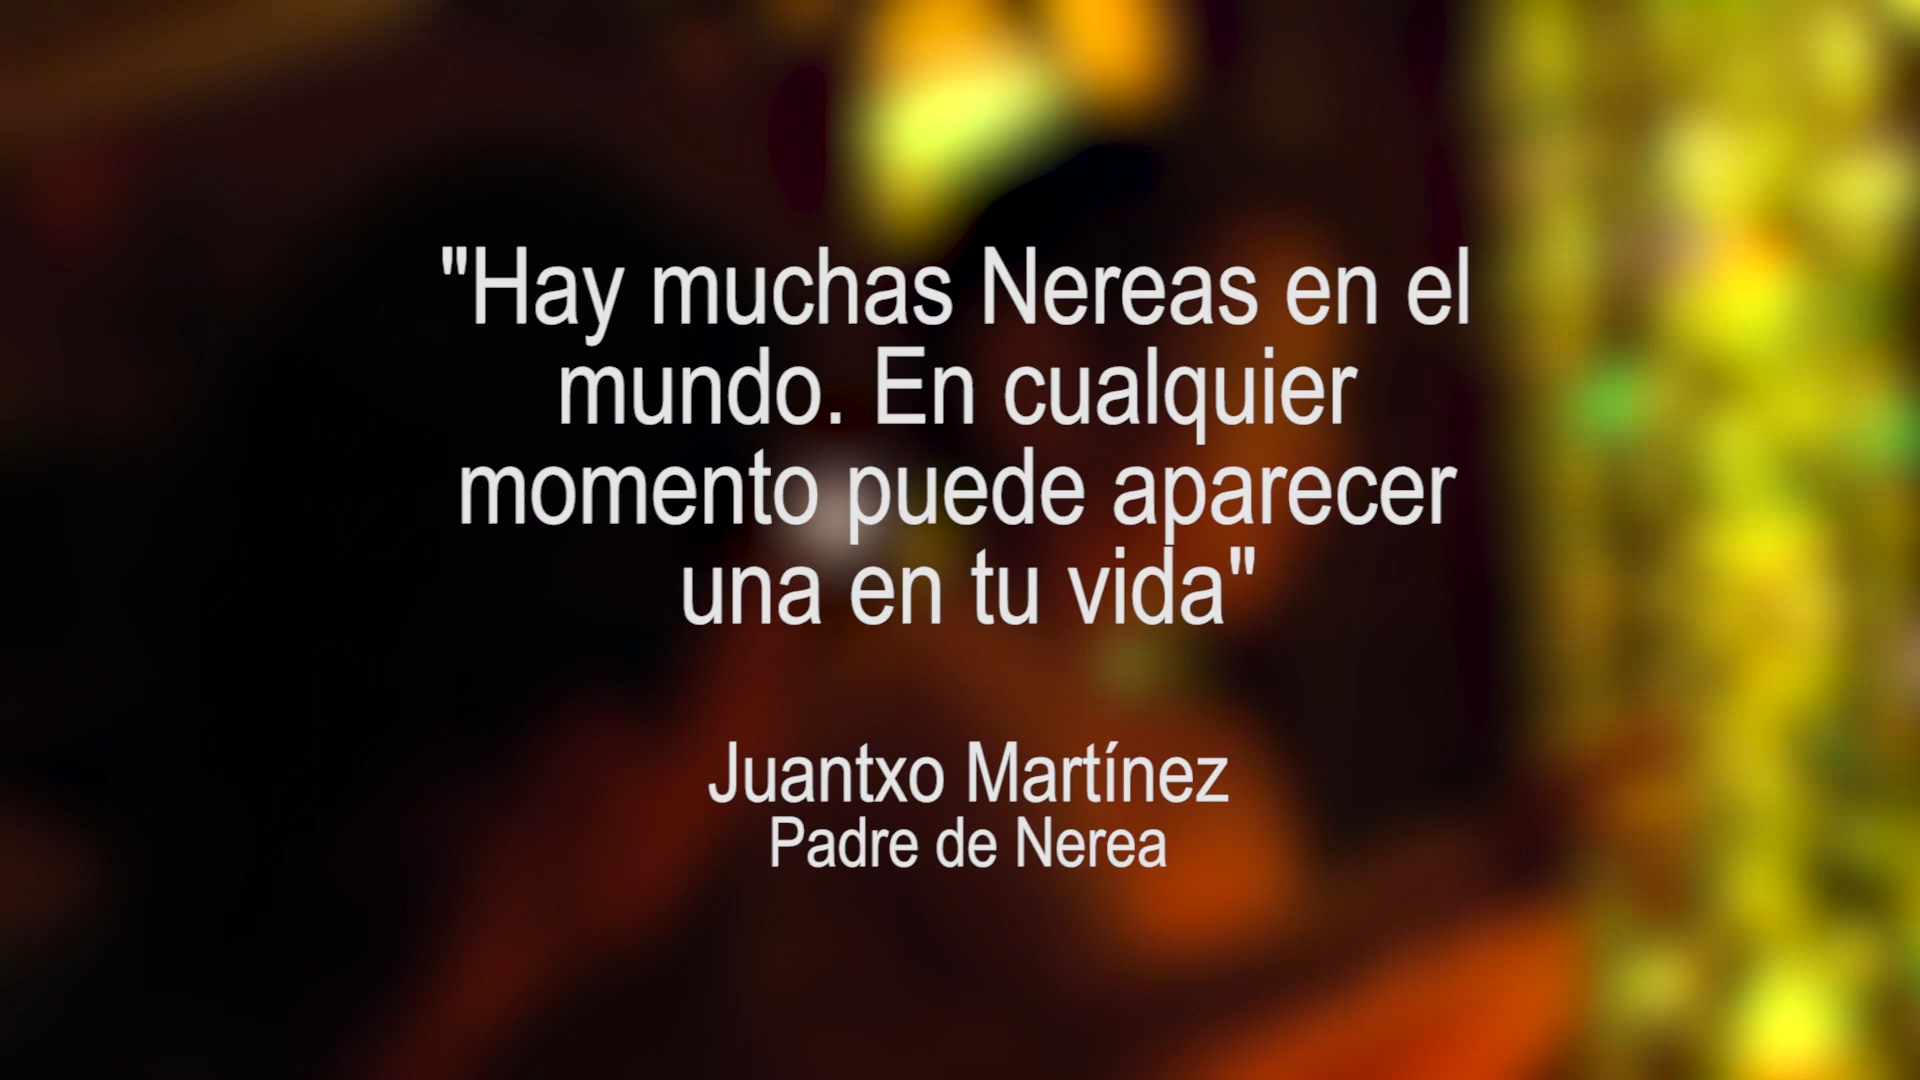 "Hay muchas Nereas en el
mundo. En cualquier
momento puede aparecer
una en tu vida"
Juantxo Martínez
Padre de Nerea